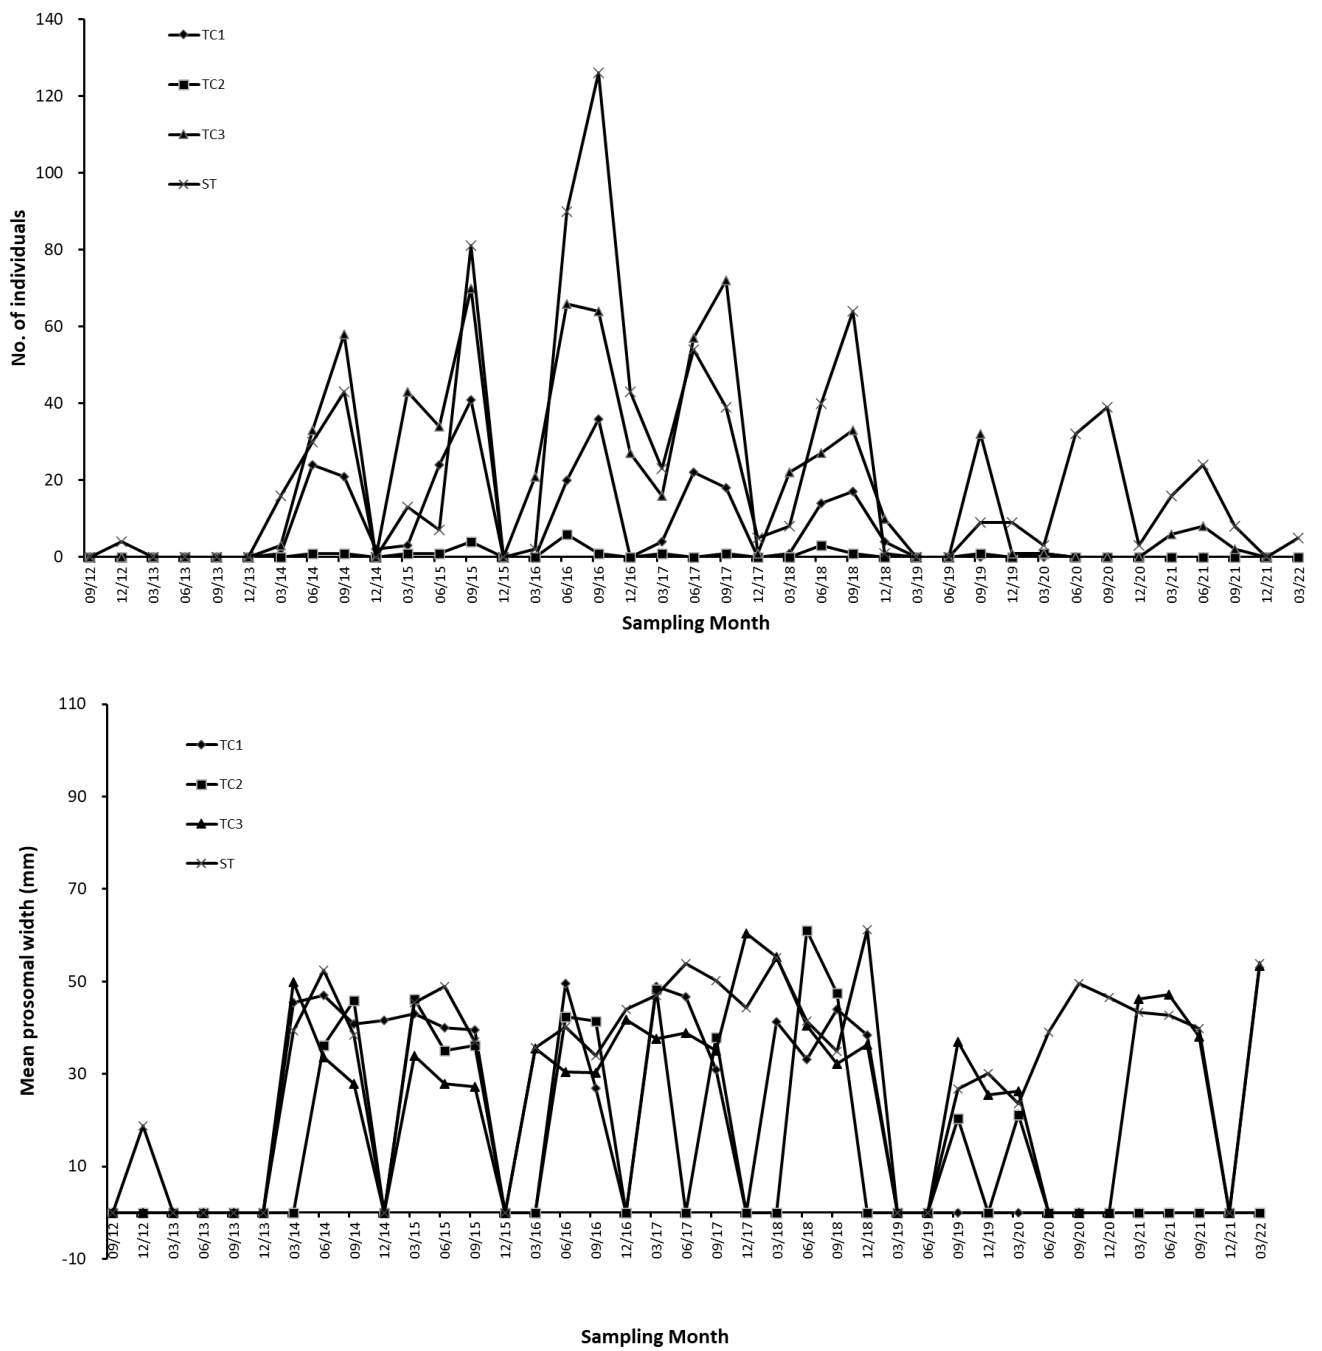 140
120
100
80
60
40
20
0
No. of individuals
TC1
TC2
TC3
ST
09/12 12/12 03/13 06/13 09/13 12/13 03/14 06/14 09/14 12/14 03/15 06/15 09/15 12/15 03/16 06/16 09/16 12/16 03/17 06/17 09/17 12/17 03/18 06/18 09/18 12/18 03/19 06/19 09/19 12/19 03/20 06/20 09/20 12/20 03/21 06/21 09/21 12/21 03/22
Sampling Month
110
90
70
50
30
10
-10
Mean prosomal width (mm)
TC1
TC2
TC3
ST
09/12 12/12 03/13 06/13 09/13 12/13 03/14 06/14 09/14 12/14 03/15 06/15 09/15 12/15 03/16 06/16 09/16 12/16 03/17 06/17 09/17 12/17 03/18 06/18 09/18 12/18 03/19 06/19 09/19 12/19 03/20 06/20 09/20 12/20 03/21 06/21 09/21 12/21 03/22
Sampling Month